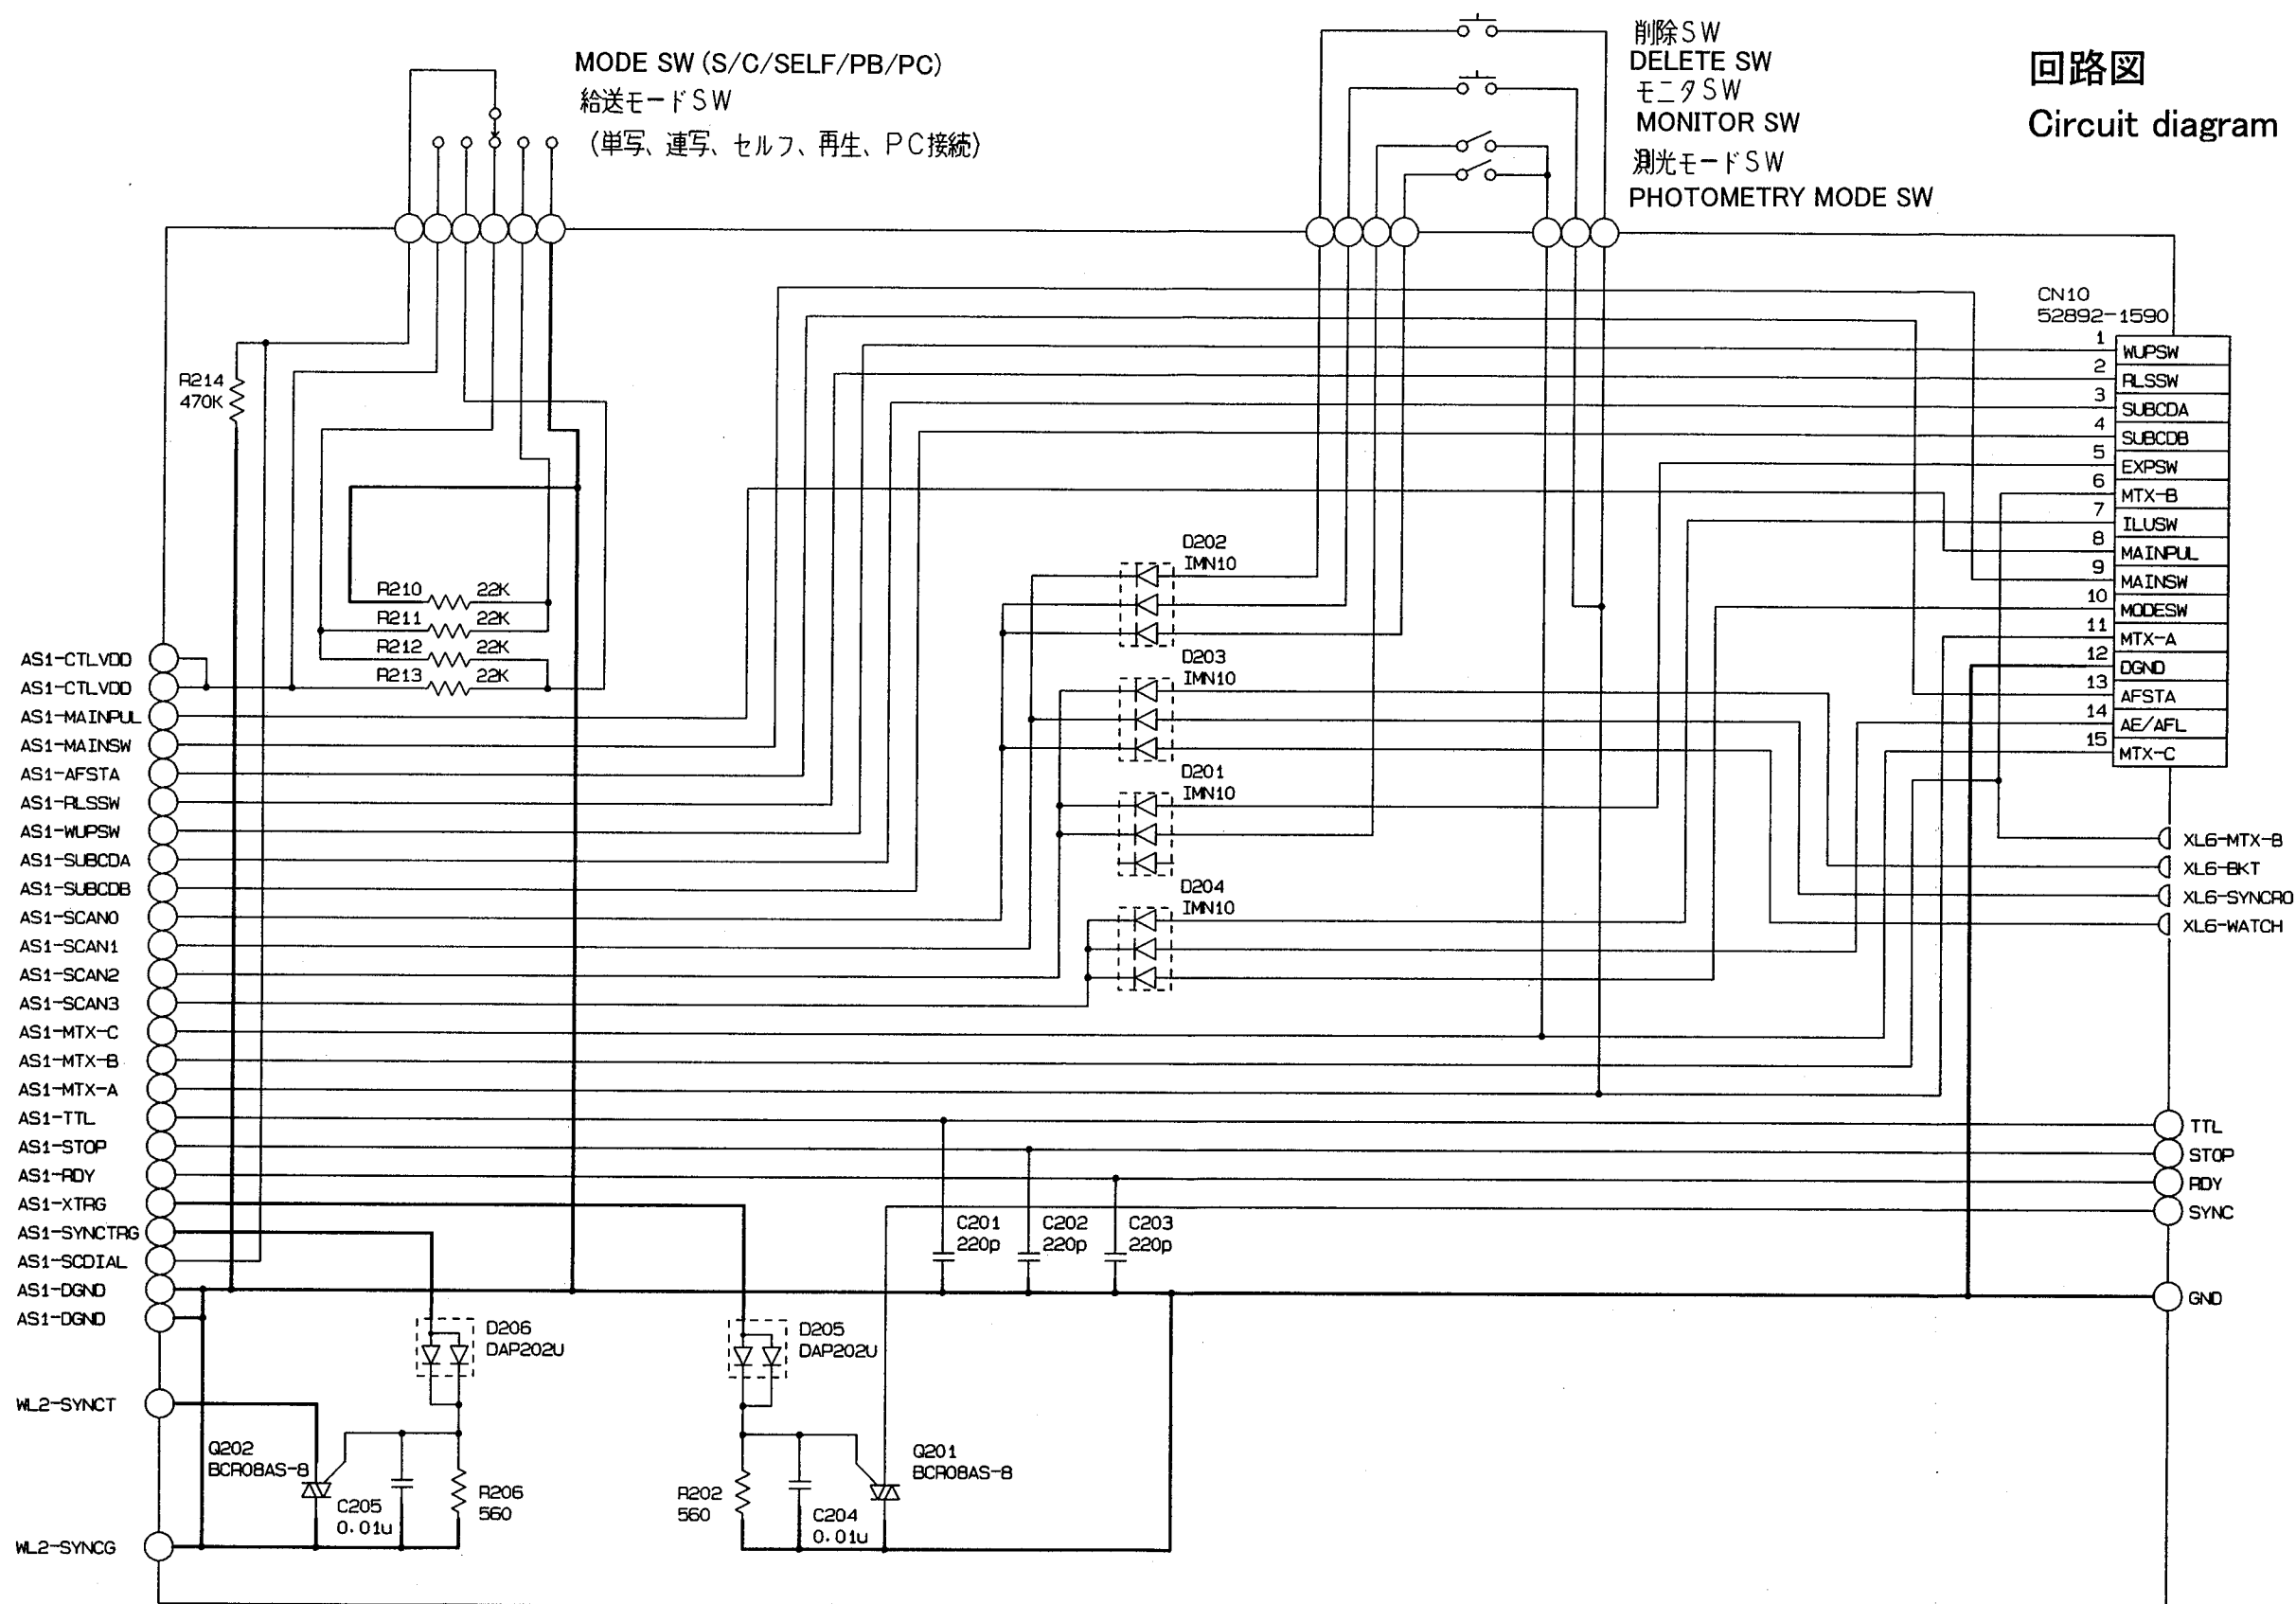 回路図
Circuit diagram
MODE SW (S/C/SELF/PB/PC)
給送モードSW
(単写、連写、セルフ、再生、PC接続)
削除SW
DELETE SW
モニタSW
MONITOR SW
測光モードSW
PHOTOMETRY MODE SW
CN10
52892-1590
1 WUPSW
2 RLSSW
3 SUBCDA
4 SUBCDB
5 EXPSW
6 MTX-B
7 ILUSW
8 MAINPUL
9 MAINSW
10 MODESW
11 MTX-A
12 DGND
13 AFSTA
14 AE/AFL
15 MTX-C
R214
470K
R210 22K
R211 22K
R212 22K
R213 22K
D202
IMN10
D203
IMN10
D201
IMN10
D204
IMN10
AS1-CTLVDD
AS1-CTLVDD
AS1-MAINPUL
AS1-MAINSW
AS1-AFSTA
AS1-RLSSW
AS1-WUPSW
AS1-SUBCDA
AS1-SUBCDB
AS1-SCAN0
AS1-SCAN1
AS1-SCAN2
AS1-SCAN3
AS1-MTX-C
AS1-MTX-B
AS1-MTX-A
AS1-TTL
AS1-STOP
AS1-RDY
AS1-XTRG
AS1-SYNCTRG
AS1-SCDIAL
AS1-DGND
AS1-DGND
WL2-SYNCT
WL2-SYNCG
XL6-MTX-B
XL6-BKT
XL6-SYNCRO
XL6-WATCH
TTL
STOP
RDY
SYNC
GND
C201
220p
C202
220p
C203
220p
D206
DAP202U
D205
DAP202U
Q202
BCR08AS-8
C205
0.01u
R206
560
R202
560
C204
0.01u
Q201
BCR08AS-8